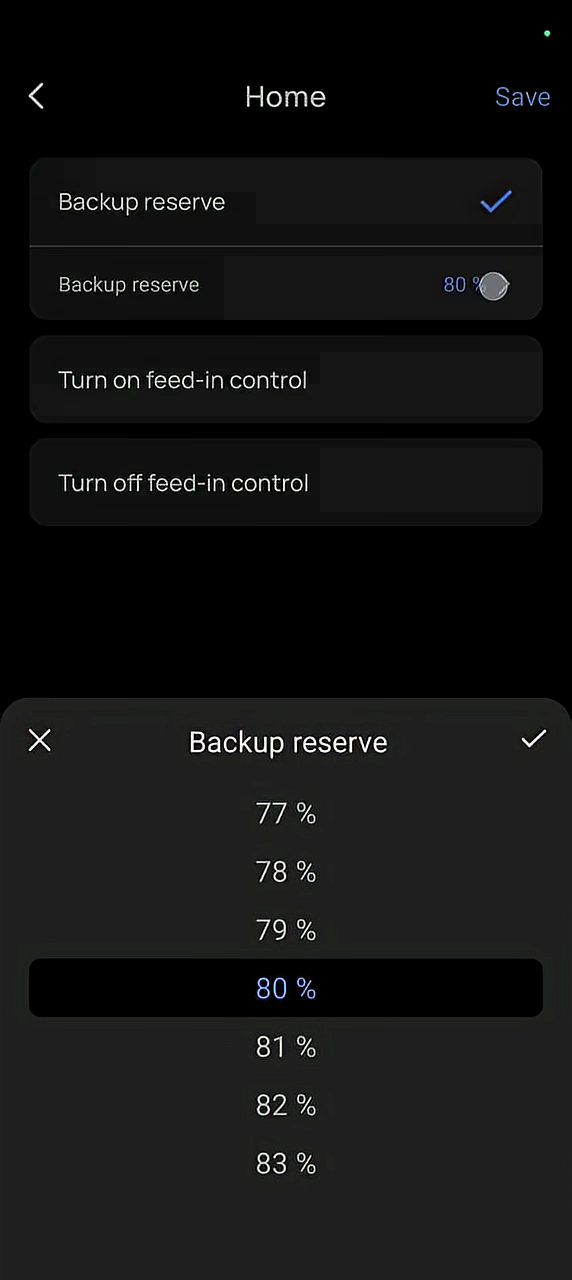 Home
Save
Backup reserve
Backup reserve
80 %
Turn on feed-in control
Turn off feed-in control
Backup reserve
77 %
78 %
79 %
80 %
81 %
82 %
83 %